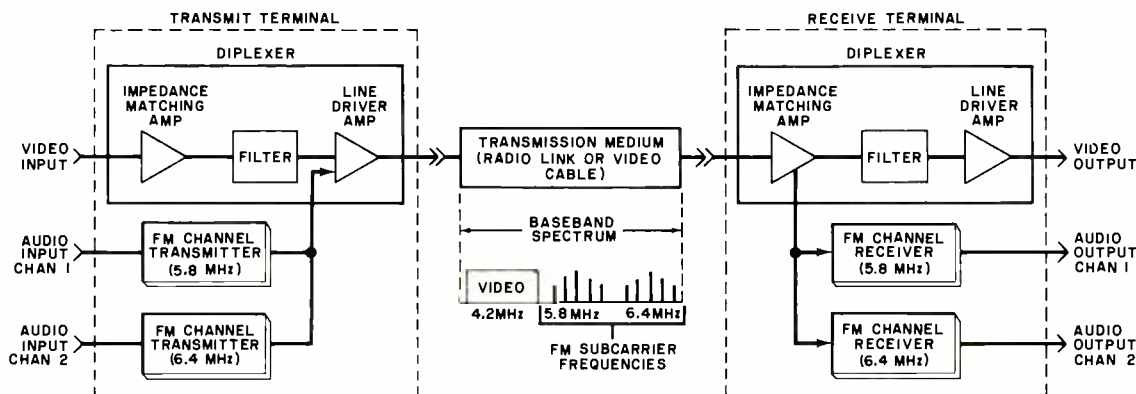 TRANSMIT TERMINAL
DIPLEXER
IMPEDANCE
MATCHING
AMP
LINE
DRIVER
AMP
VIDEO
INPUT
FILTER
AUDIO
INPUT
CHAN 1
FM CHANNEL
TRANSMITTER
(5.8 MHz)
AUDIO
INPUT
CHAN 2
FM CHANNEL
TRANSMITTER
(6.4 MHz)
TRANSMISSION MEDIUM
(RADIO LINK OR VIDEO
CABLE)
BASEBAND
SPECTRUM
VIDEO
4.2MHz
5.8MHz
6.4MHz
FM SUBCARRIER
FREQUENCIES
RECEIVE TERMINAL
DIPLEXER
IMPEDANCE
MATCHING
AMP
LINE
DRIVER
AMP
FILTER
VIDEO
OUTPUT
FM CHANNEL
RECEIVER
(5.8 MHz)
AUDIO
OUTPUT
CHAN 1
FM CHANNEL
RECEIVER
(6.4 MHz)
AUDIO
OUTPUT
CHAN 2